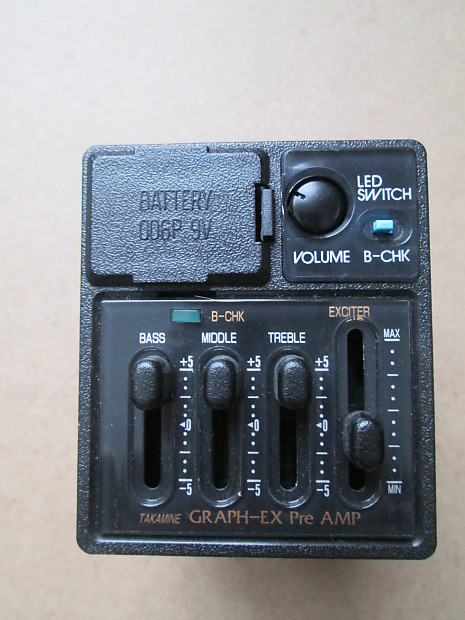 BATTERY
006P 9V
LED
SWITCH
VOLUME B-CHK
B-CHK
EXCITER
BASS MIDDLE TREBLE
MAX
+5 +5 +5
0 0 0
-5 -5 -5
MIN
TAKAMINE GRAPH-EX Pre AMP